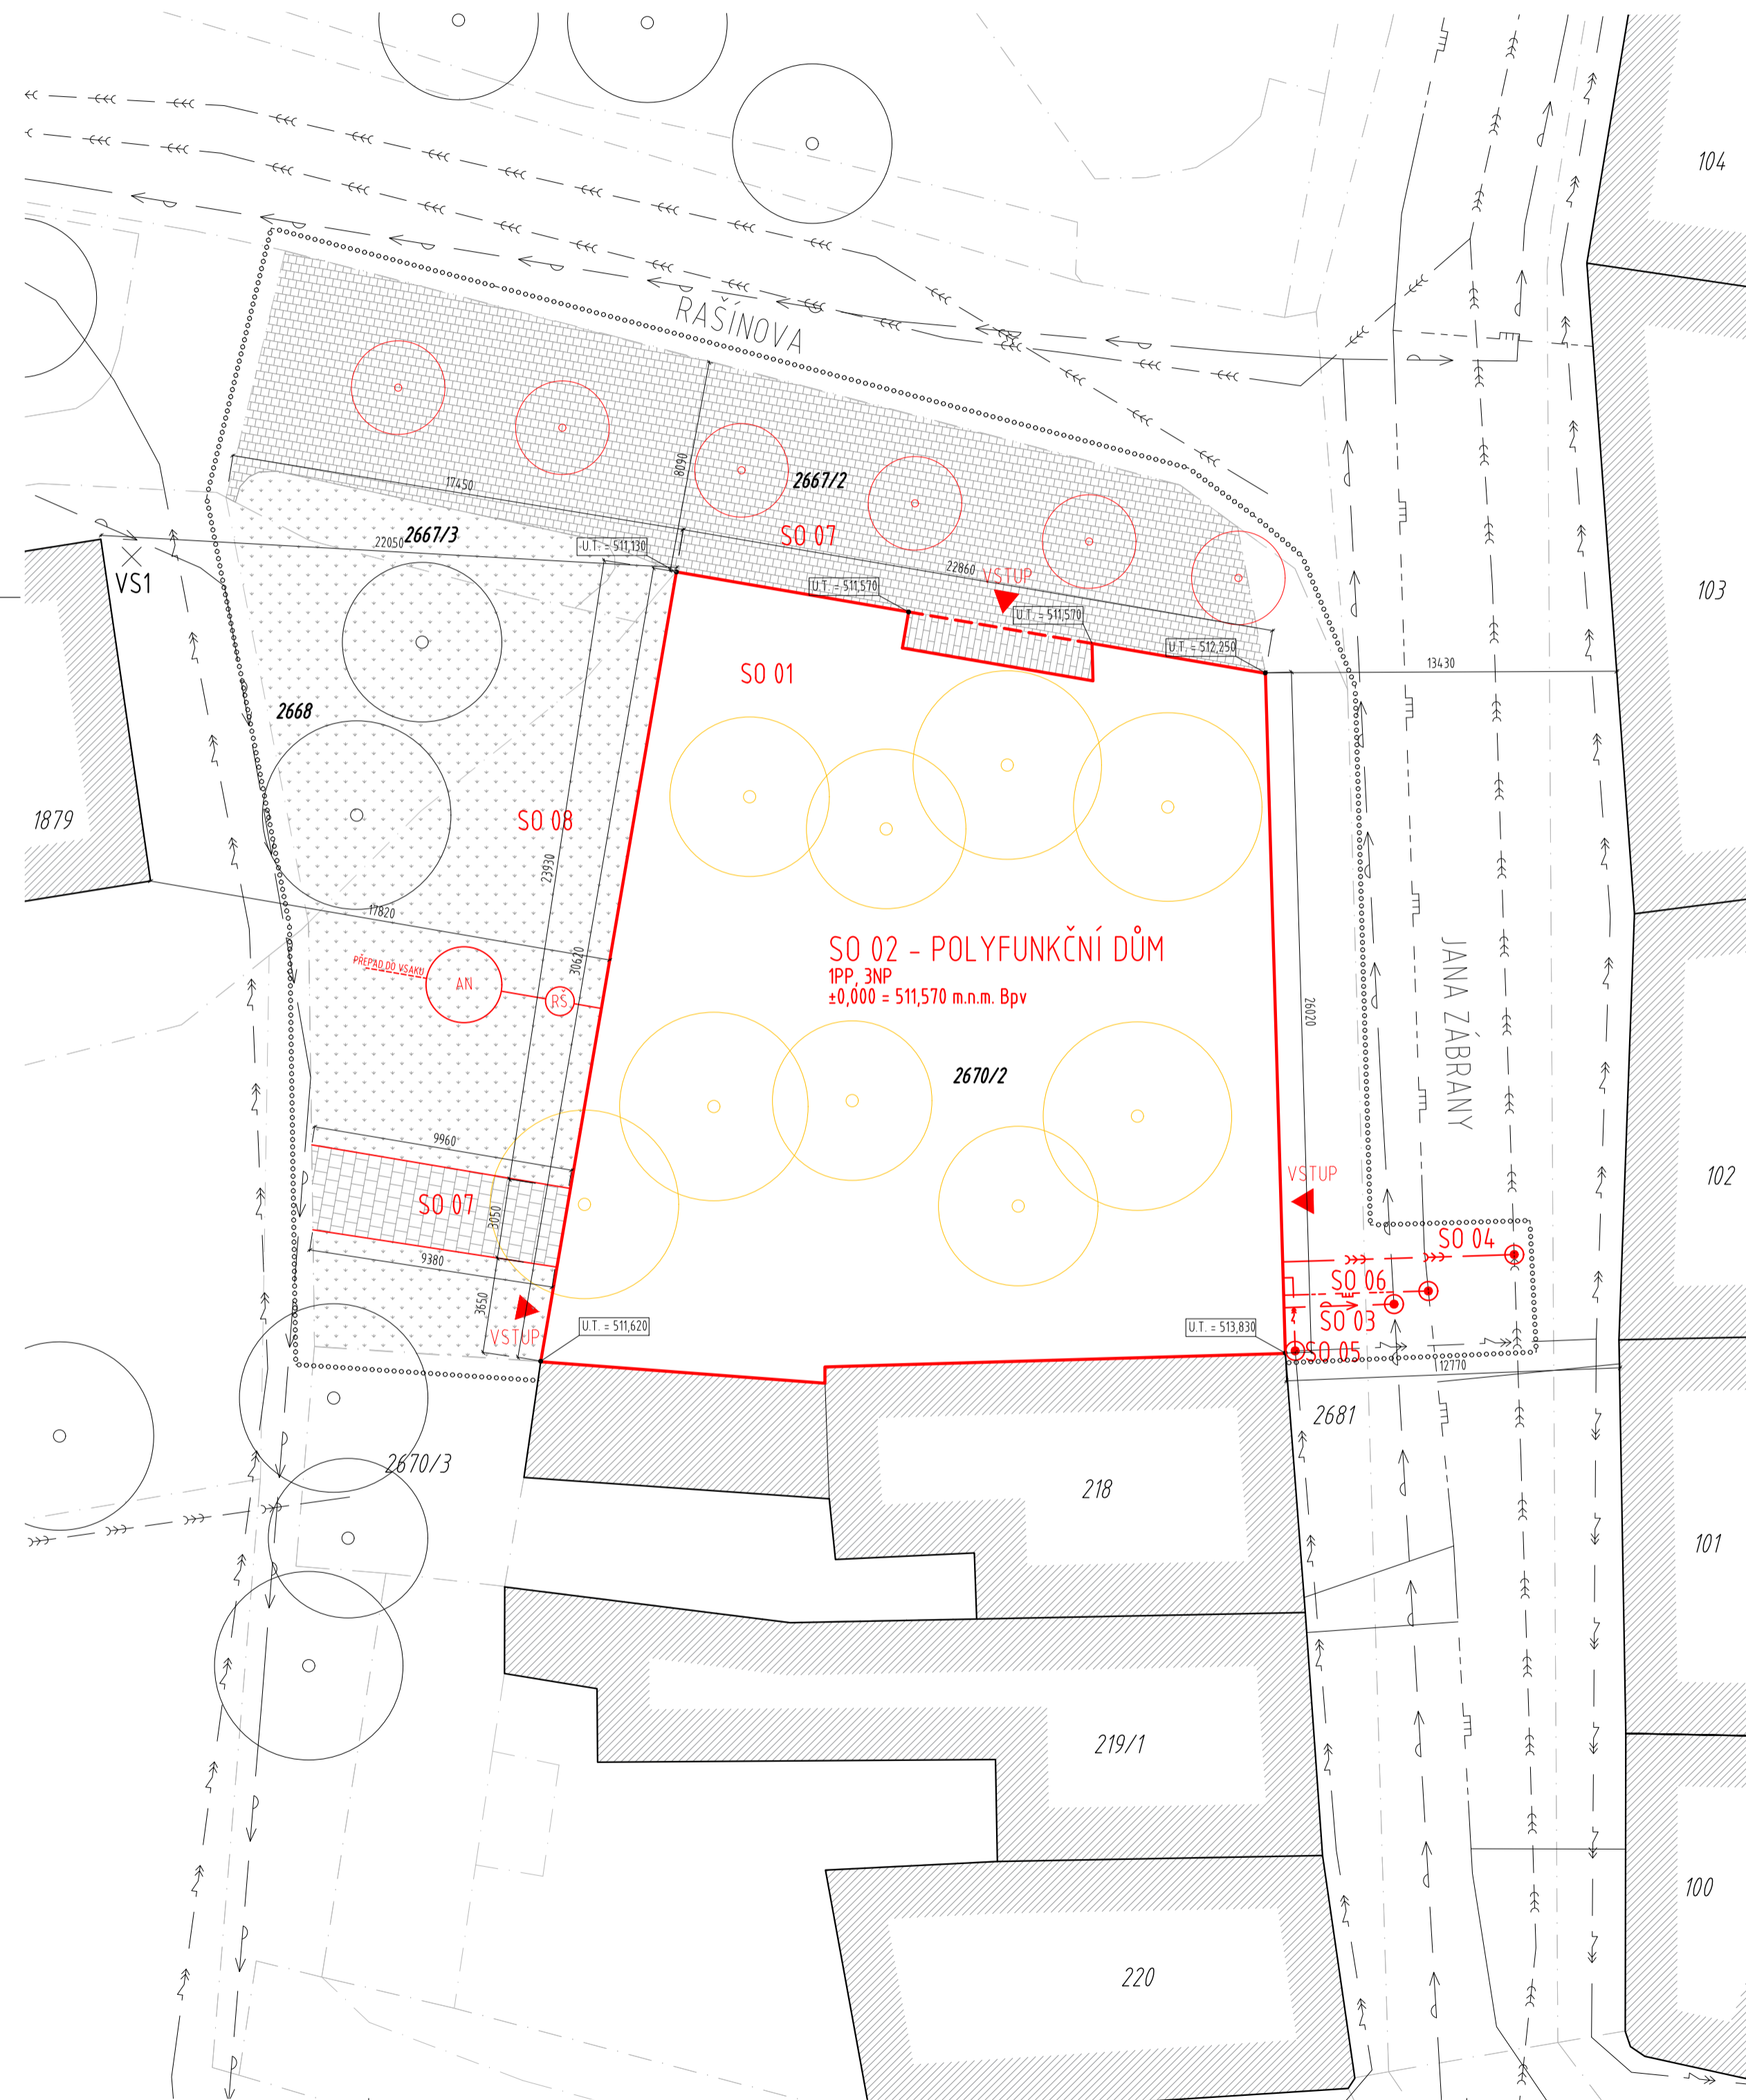 104
RAŠÍNOVA
8090
2667/2
17450
SO 07
2667/3
22050
U.T. = 511,130
VS1
22860
VSTUP
U.T. = 511,570
103
U.T. = 511,570
U.T. = 512,250
13430
SO 01
2668
1879
SO 08
23930
17820
SO 02 - POLYFUNKČNÍ DŮM
1PP, 3NP
±0,000 = 511,570 m.n.m. Bpv
PŘEPAD DO VSAKU
AN
RŠ
30620
26020
JANA ZÁBRANY
2670/2
9960
VSTUP
102
SO 07
3050
9380
SO 04
SO 06
3650
SO 03
VSTUP
U.T. = 511,620
U.T. = 513,830
SO 05
12770
2681
2670/3
218
101
219/1
100
220